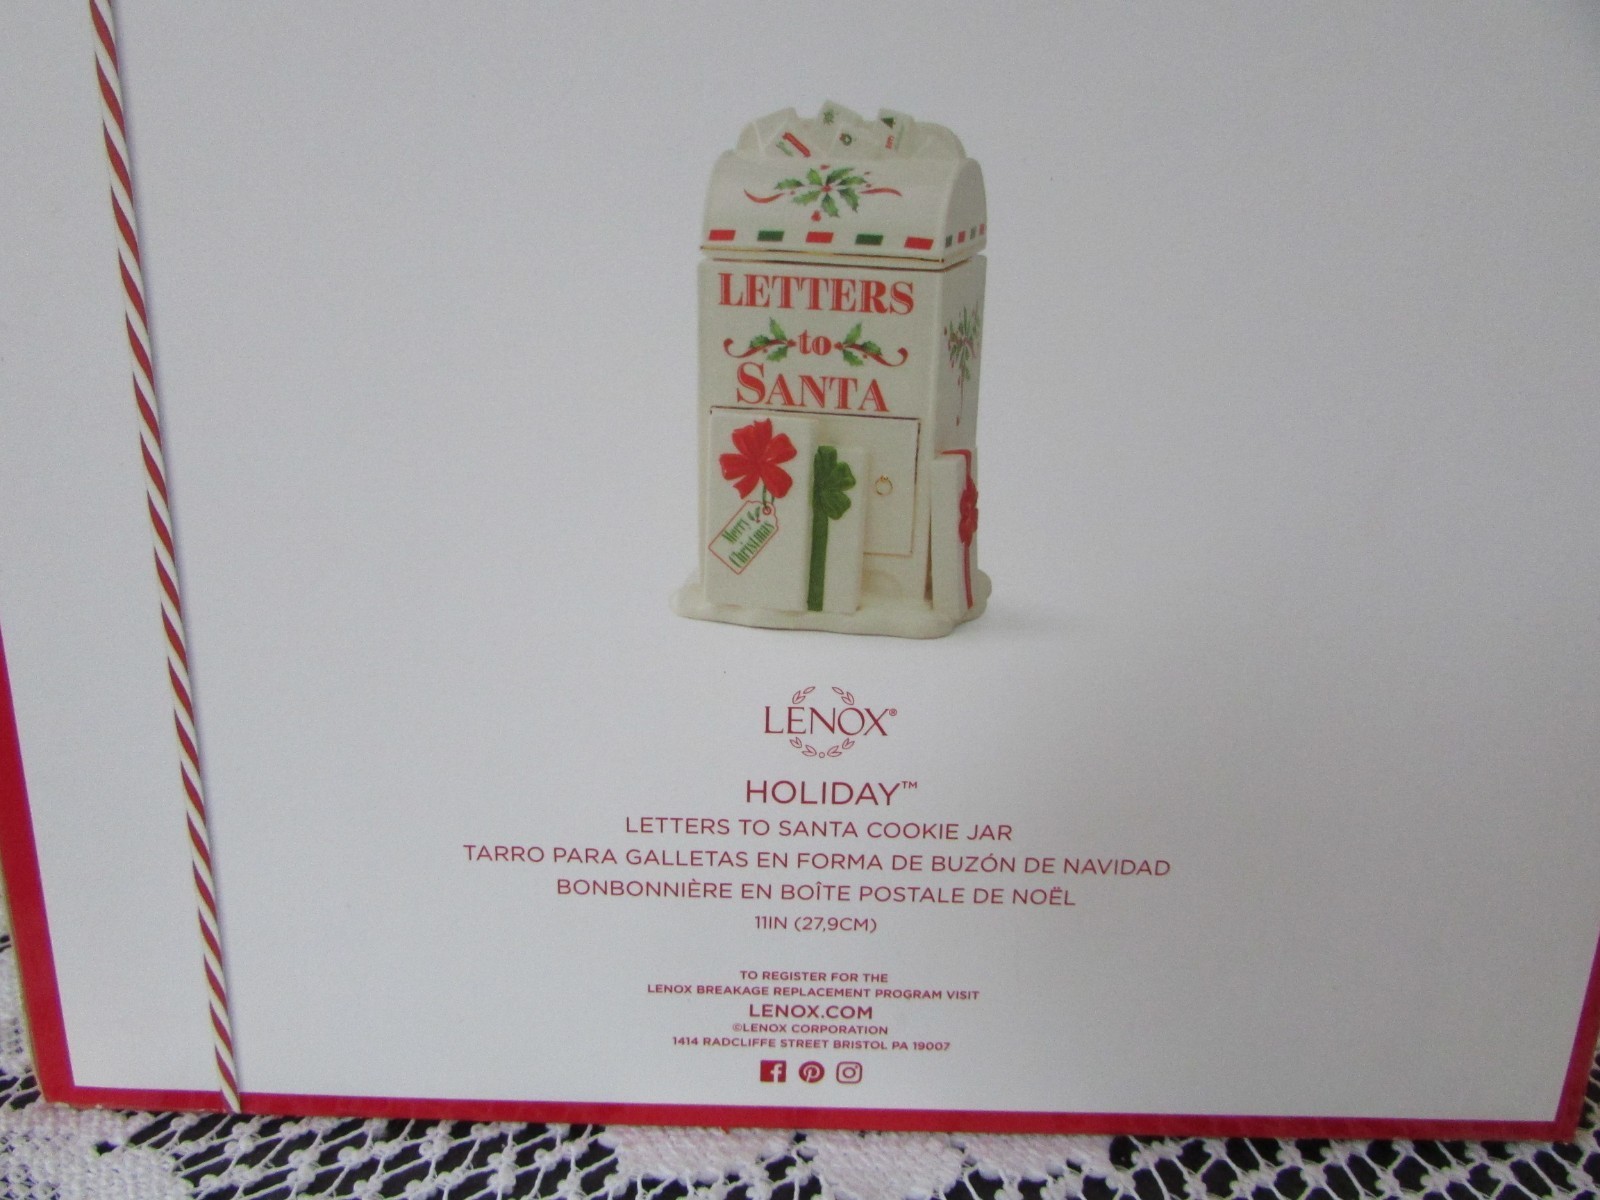 LETTERS
to
SANTA
Merry
Christmas
LENOX®
HOLIDAY™
LETTERS TO SANTA COOKIE JAR
TARRO PARA GALLETAS EN FORMA DE BUZÓN DE NAVIDAD
BONBONNIÈRE EN BOÎTE POSTALE DE NOËL
11IN (27,9CM)
TO REGISTER FOR THE
LENOX BREAKAGE REPLACEMENT PROGRAM VISIT
LENOX.COM
©LENOX CORPORATION
1414 RADCLIFFE STREET BRISTOL PA 19007